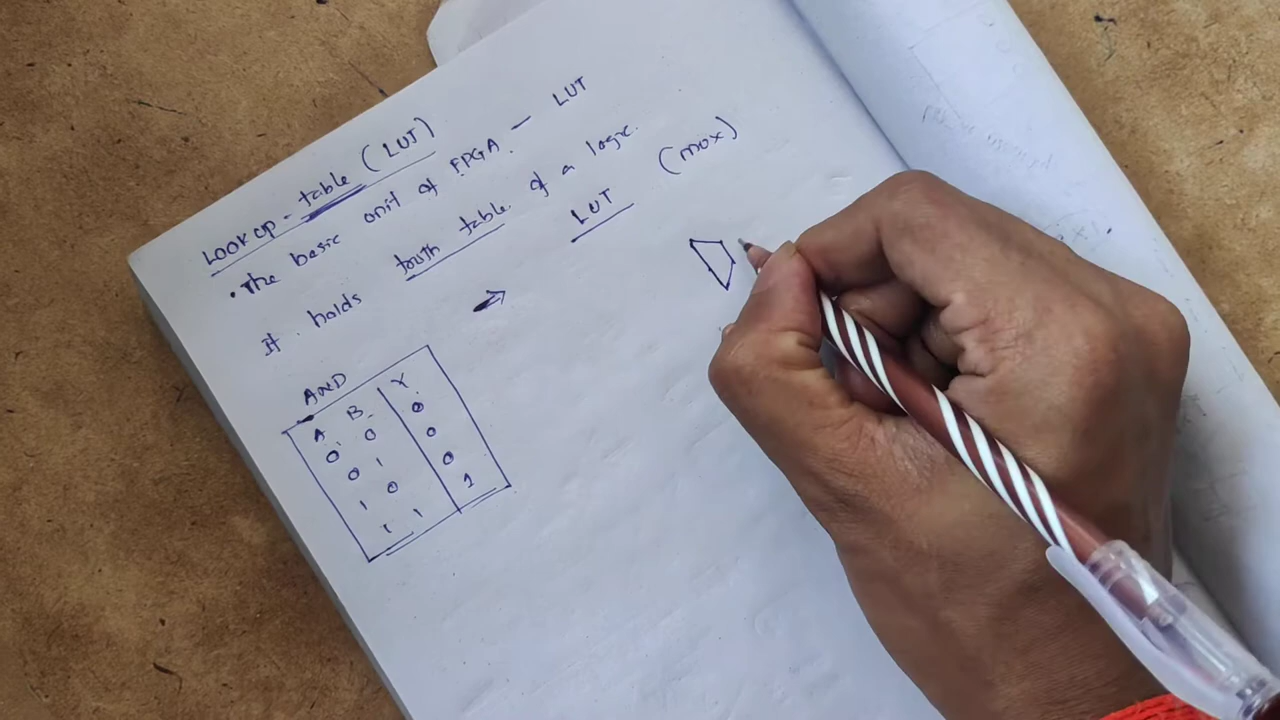 Look up - table (LUT)
• The basic unit of FPGA. - LUT
It. holds truth table. of a logic.
→ LUT (mux)
AND
A B Y
0 0 0
0 1 0
1 0 0
1 1 1